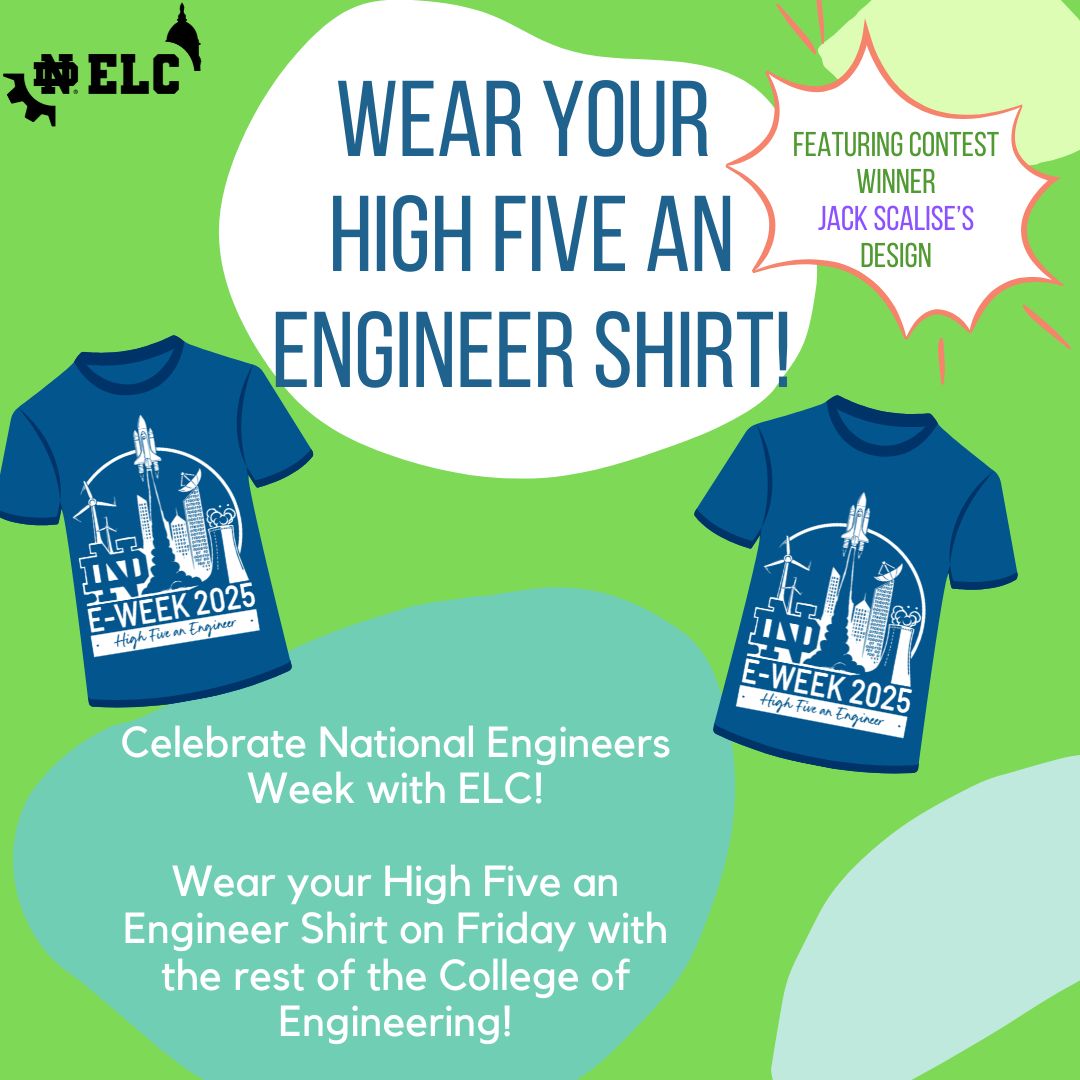 ND ELC
WEAR YOUR
HIGH FIVE AN
ENGINEER SHIRT!
FEATURING CONTEST
WINNER
JACK SCALISE'S
DESIGN
ND
E-WEEK 2025
High Five an Engineer
ND
E-WEEK 2025
High Five an Engineer
Celebrate National Engineers
Week with ELC!
Wear your High Five an
Engineer Shirt on Friday with
the rest of the College of
Engineering!